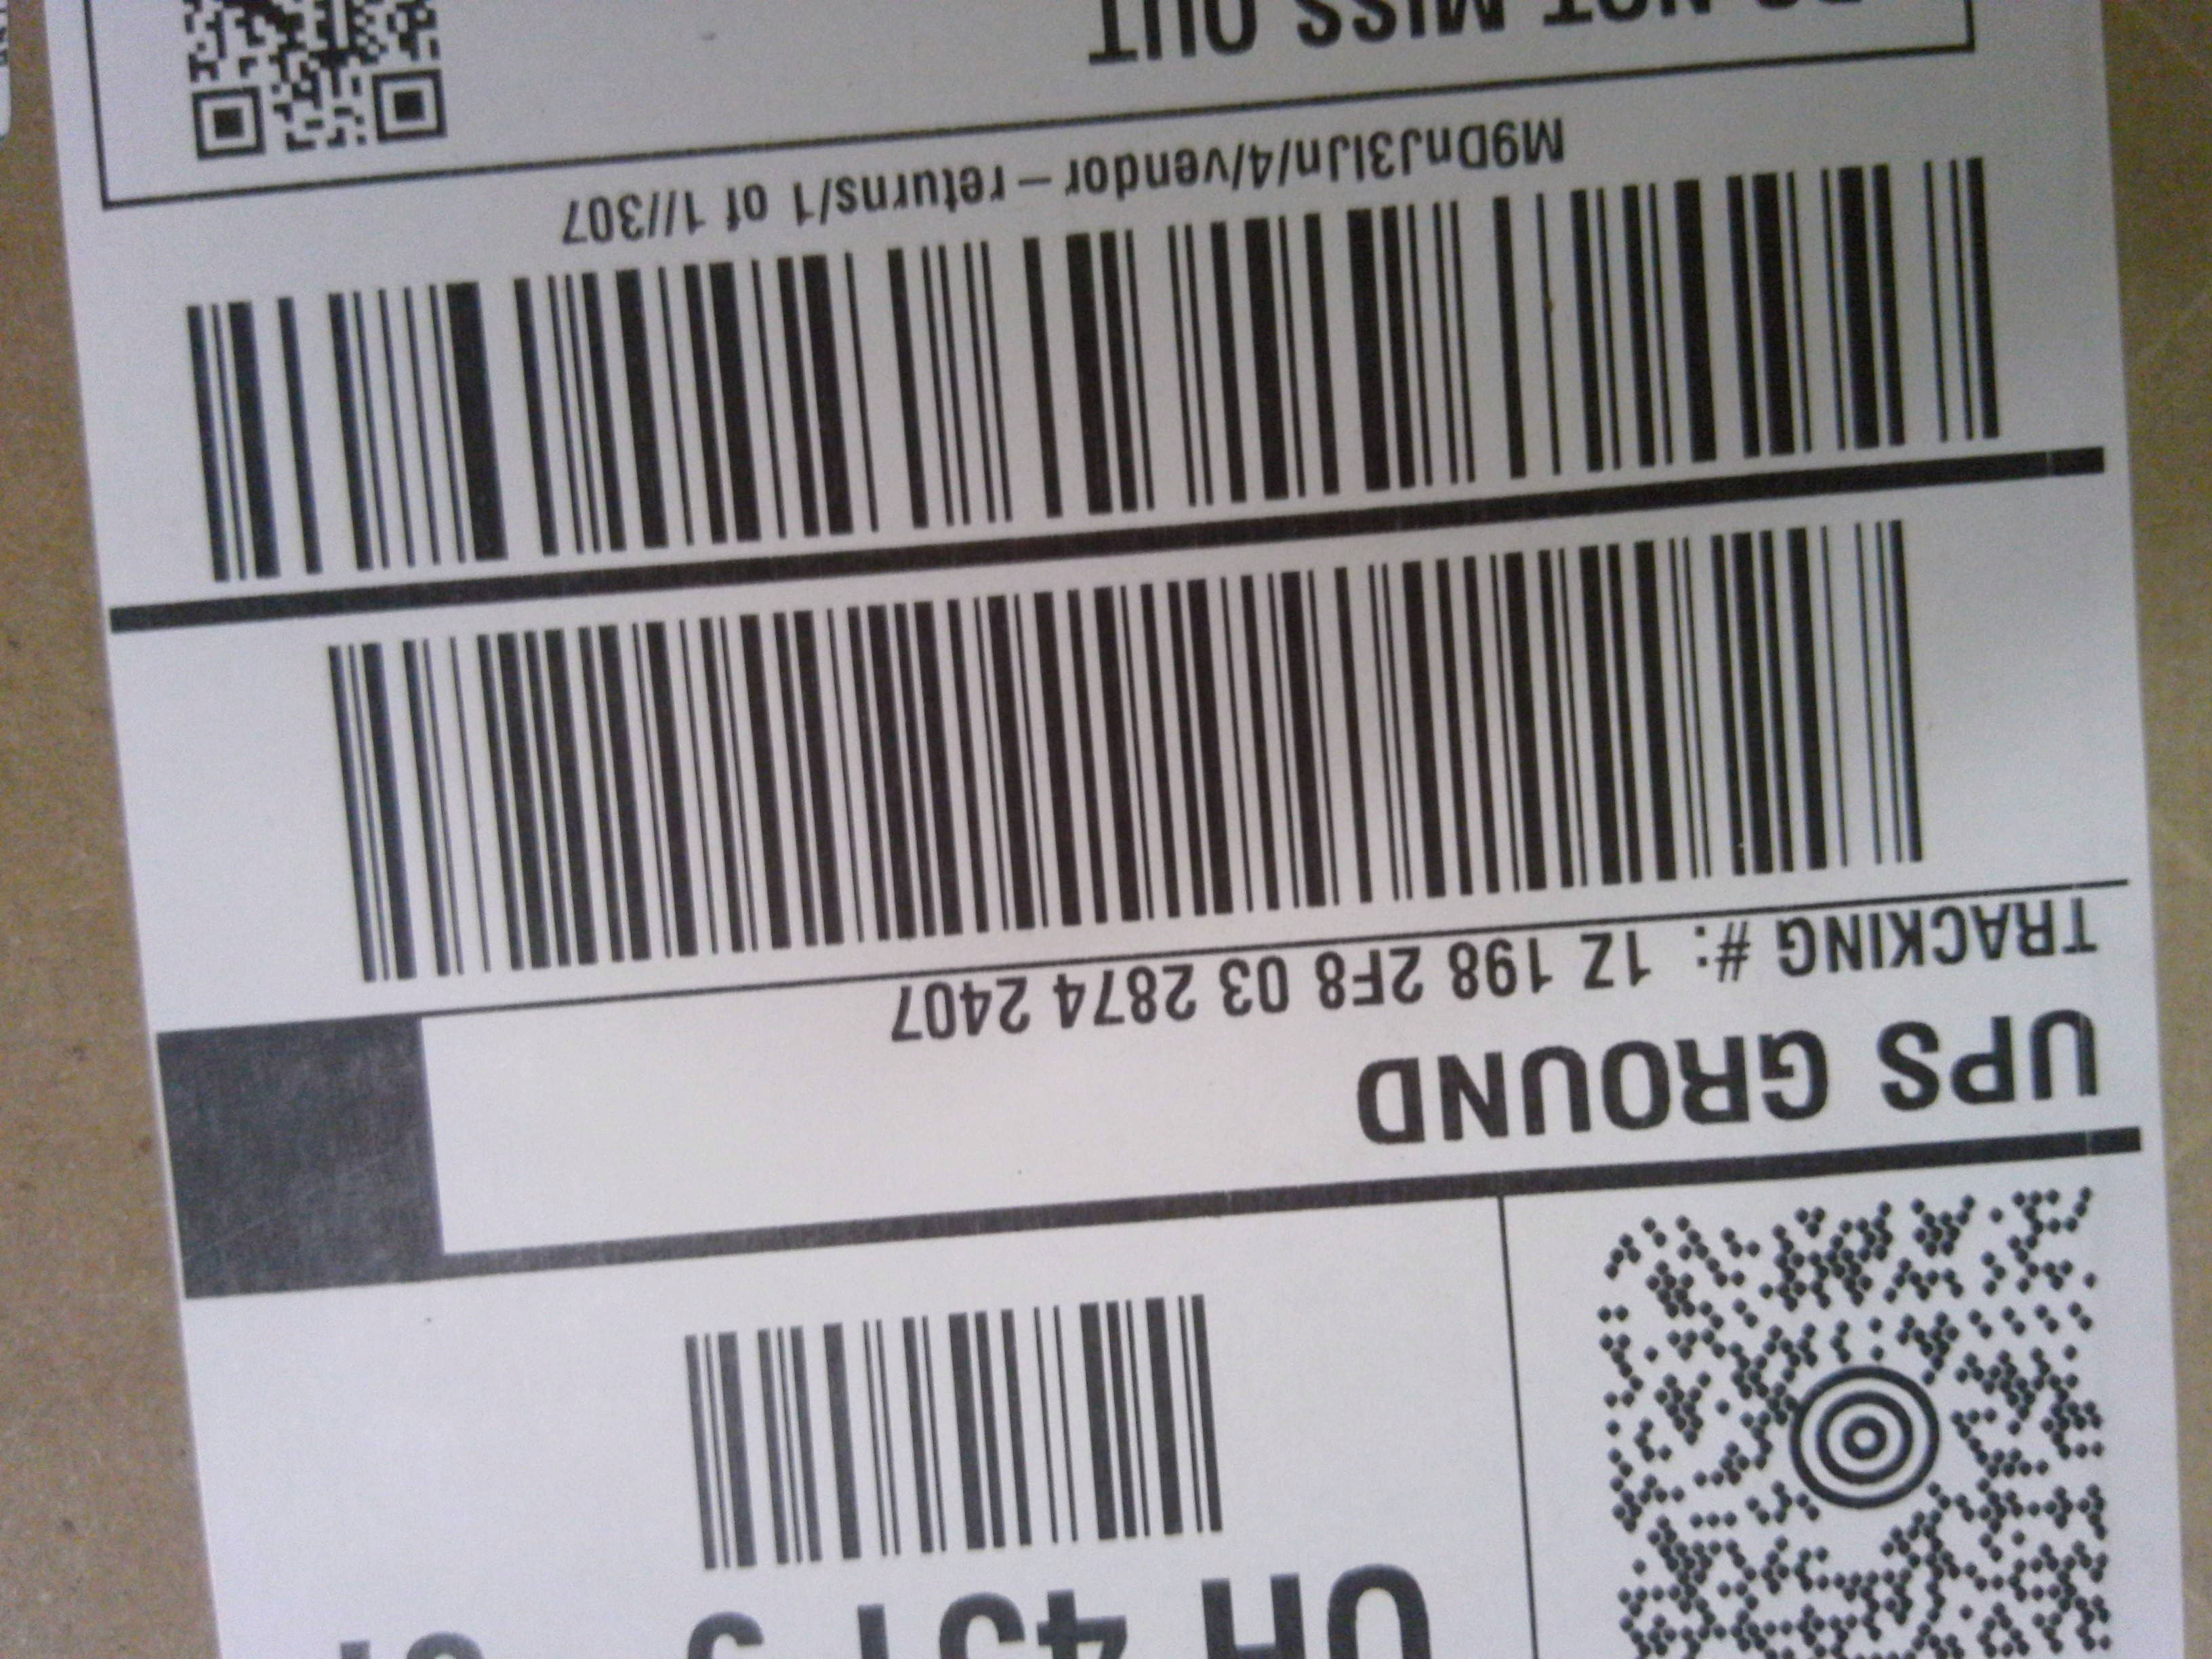 UPS GROUND
TRACKING #: 1Z 198 2F8 03 2874 2407
M9DnJ3lJn/4/vendor – returns/1 of 1//307
NOT MISS OUT